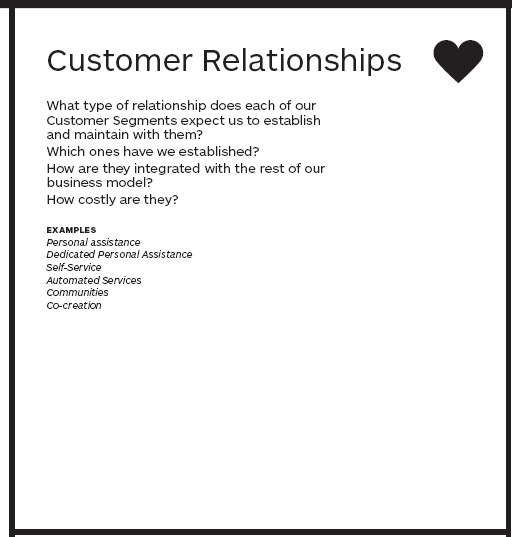 Customer Relationships
What type of relationship does each of our
Customer Segments expect us to establish
and maintain with them?
Which ones have we established?
How are they integrated with the rest of our
business model?
How costly are they?
EXAMPLES
Personal assistance
Dedicated Personal Assistance
Self-Service
Automated Services
Communities
Co-creation